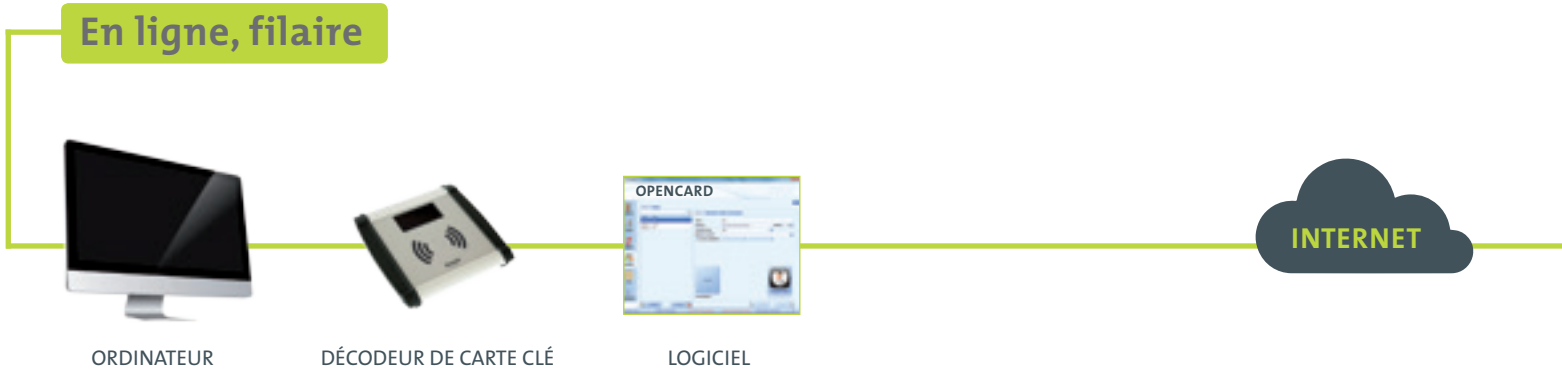 En ligne, filaire
OPENCARD
INTERNET
ORDINATEUR
DÉCODEUR DE CARTE CLÉ
LOGICIEL